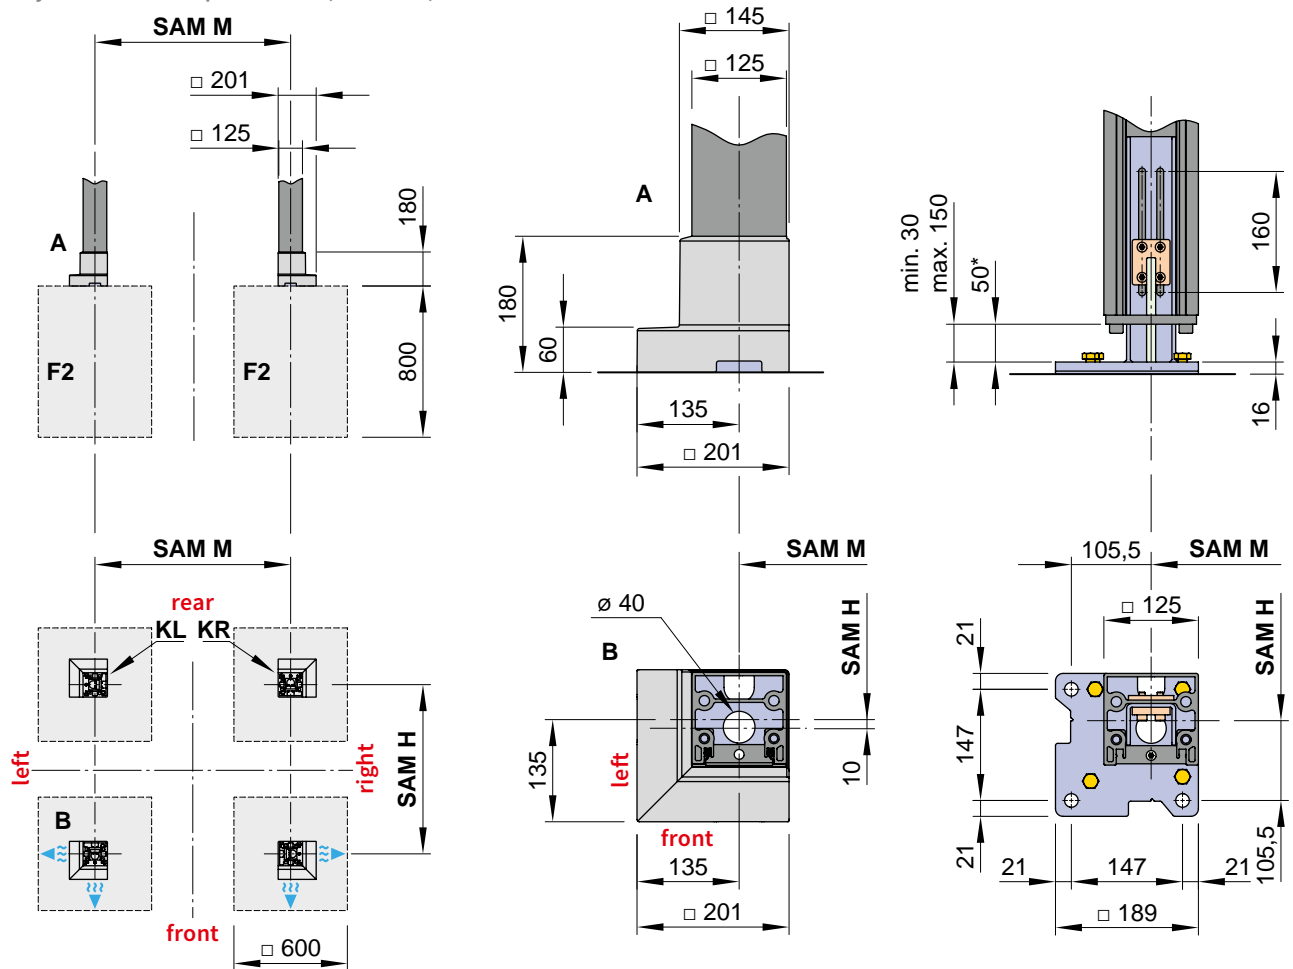 SAM M
□ 201
□ 125
180
A
F2
F2
800
□ 145
□ 125
A
180
60
135
□ 201
min. 30
max. 150
50*
160
16
SAM M
rear
KL KR
left
right
SAM H
B
front
□ 600
SAM M
ø 40
B
SAM H
135
left
10
front
135
□ 201
105,5
SAM M
□ 125
21
SAM H
147
21
21
147
21
105,5
□ 189